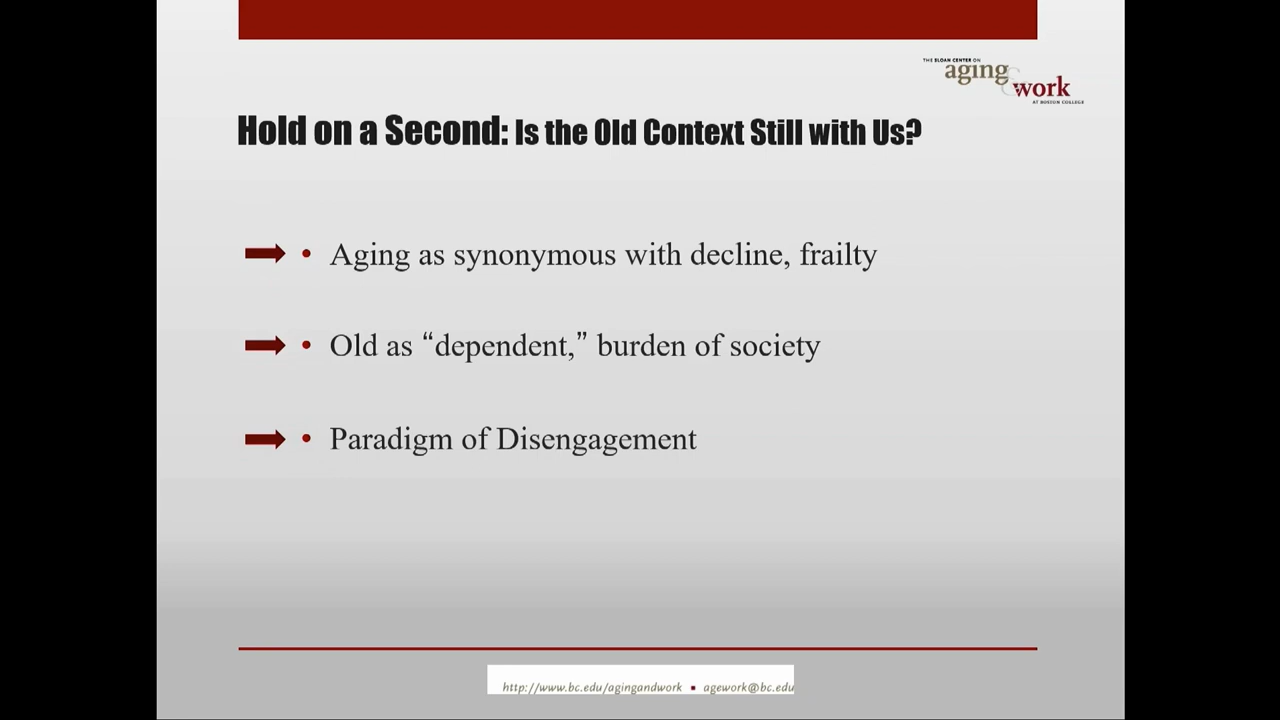 THE SLOAN CENTER ON
aging & work
AT BOSTON COLLEGE
Hold on a Second: Is the Old Context Still with Us?
• Aging as synonymous with decline, frailty
• Old as “dependent,” burden of society
• Paradigm of Disengagement
http://www.bc.edu/agingandwork ▪ agework@bc.edu